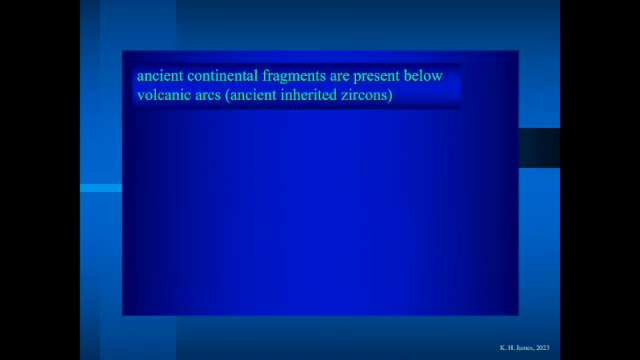 ancient continental fragments are present below
volcanic arcs (ancient inherited zircons)
K. H. James, 2023